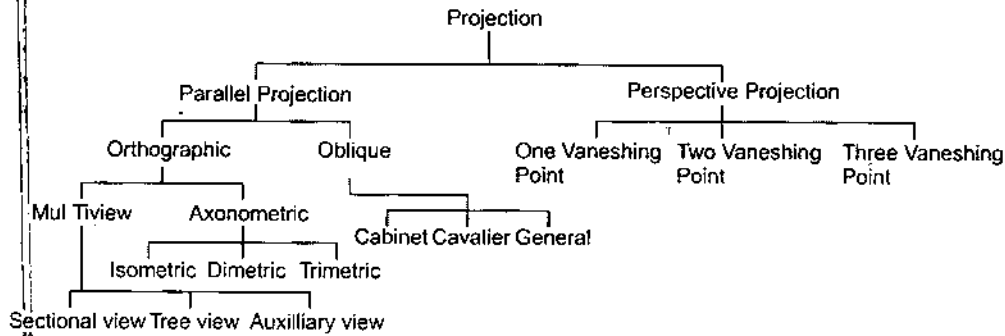 Projection
Parallel Projection
Perspective Projection
Orthographic
Oblique
One Vaneshing
Point
Two Vaneshing
Point
Three Vaneshing
Point
Mul Tiview
Axonometric
Cabinet Cavalier General
Isometric Dimetric Trimetric
Sectional view Tree view Auxilliary view